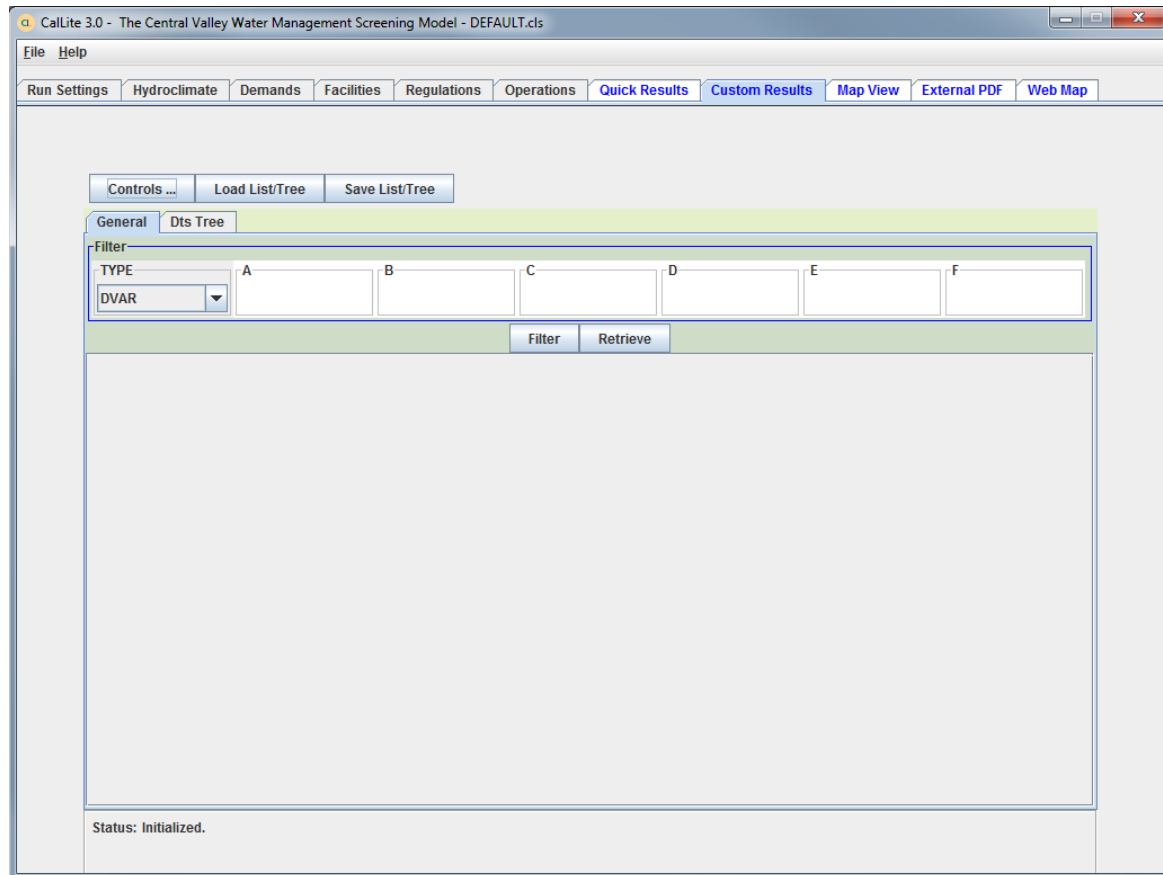 CL CalLite 3.0 - The Central Valley Water Management Screening Model - DEFAULT.cls
File Help
Run Settings Hydroclimate Demands Facilities Regulations Operations Quick Results Custom Results Map View External PDF Web Map
Controls ... Load List/Tree Save List/Tree
General Dts Tree
Filter
TYPE A B C D E F
DVAR
Filter Retrieve
Status: Initialized.